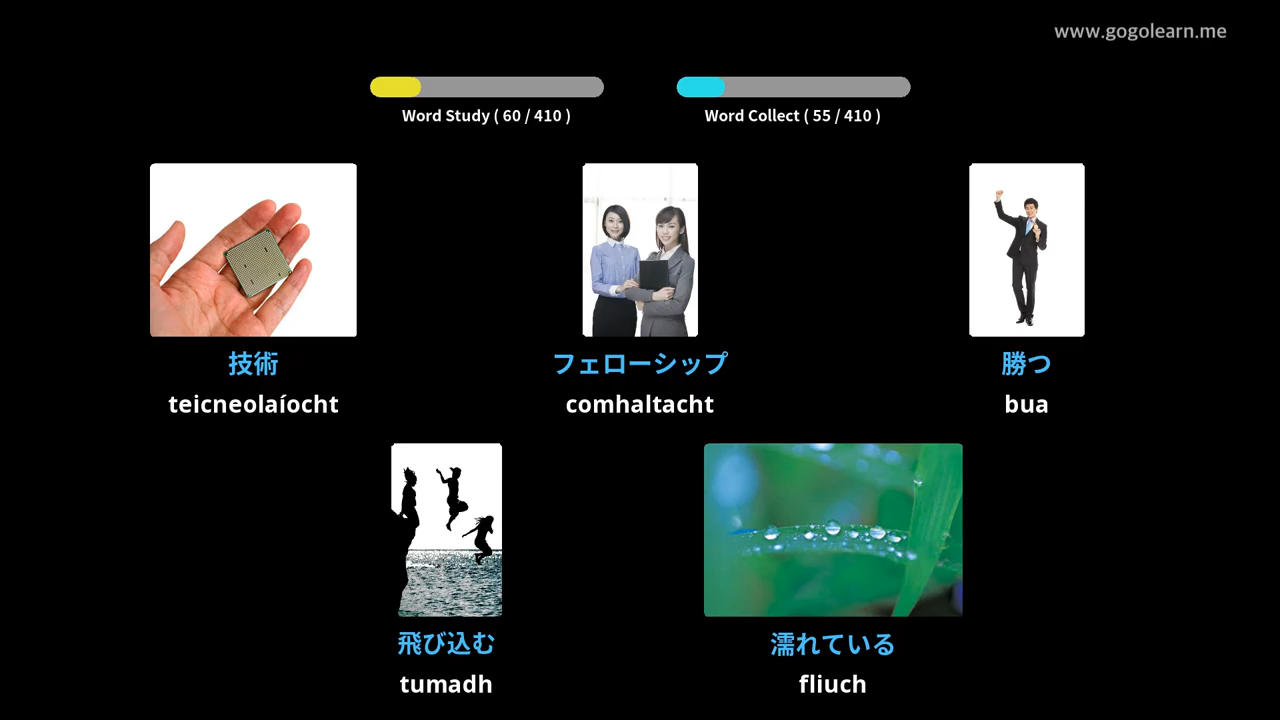 www.gogolearn.me
Word Study ( 60 / 410 )
Word Collect ( 55 / 410 )
技術
teicneolaíocht
フェローシップ
comhaltacht
勝つ
bua
飛び込む
tumadh
濡れている
fliuch